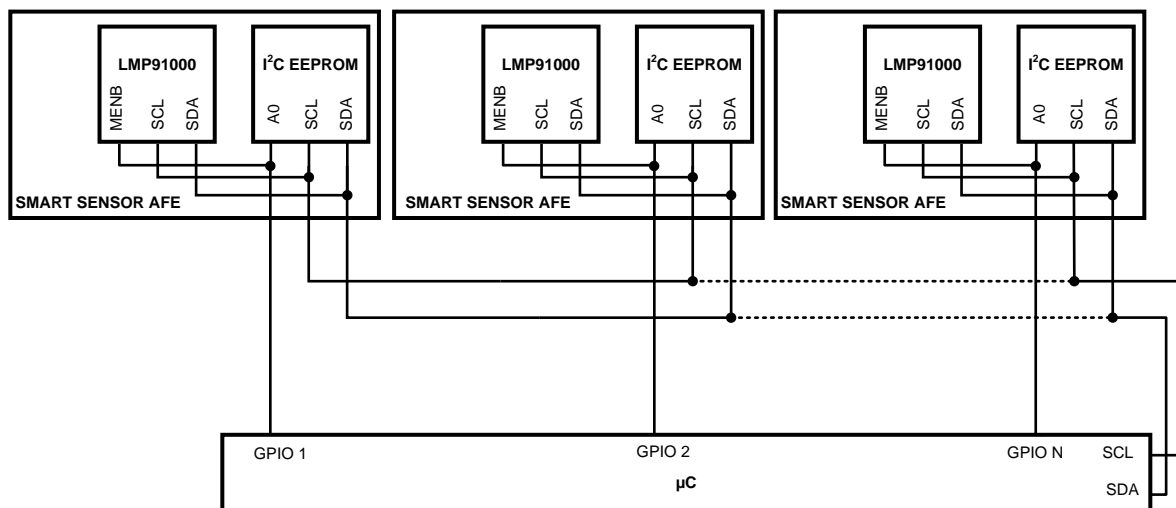 LMP91000
I²C EEPROM
MENB
SCL
SDA
A0
SCL
SDA
SMART SENSOR AFE
LMP91000
I²C EEPROM
MENB
SCL
SDA
A0
SCL
SDA
SMART SENSOR AFE
LMP91000
I²C EEPROM
MENB
SCL
SDA
A0
SCL
SDA
SMART SENSOR AFE
GPIO 1
GPIO 2
GPIO N
SCL
SDA
µC